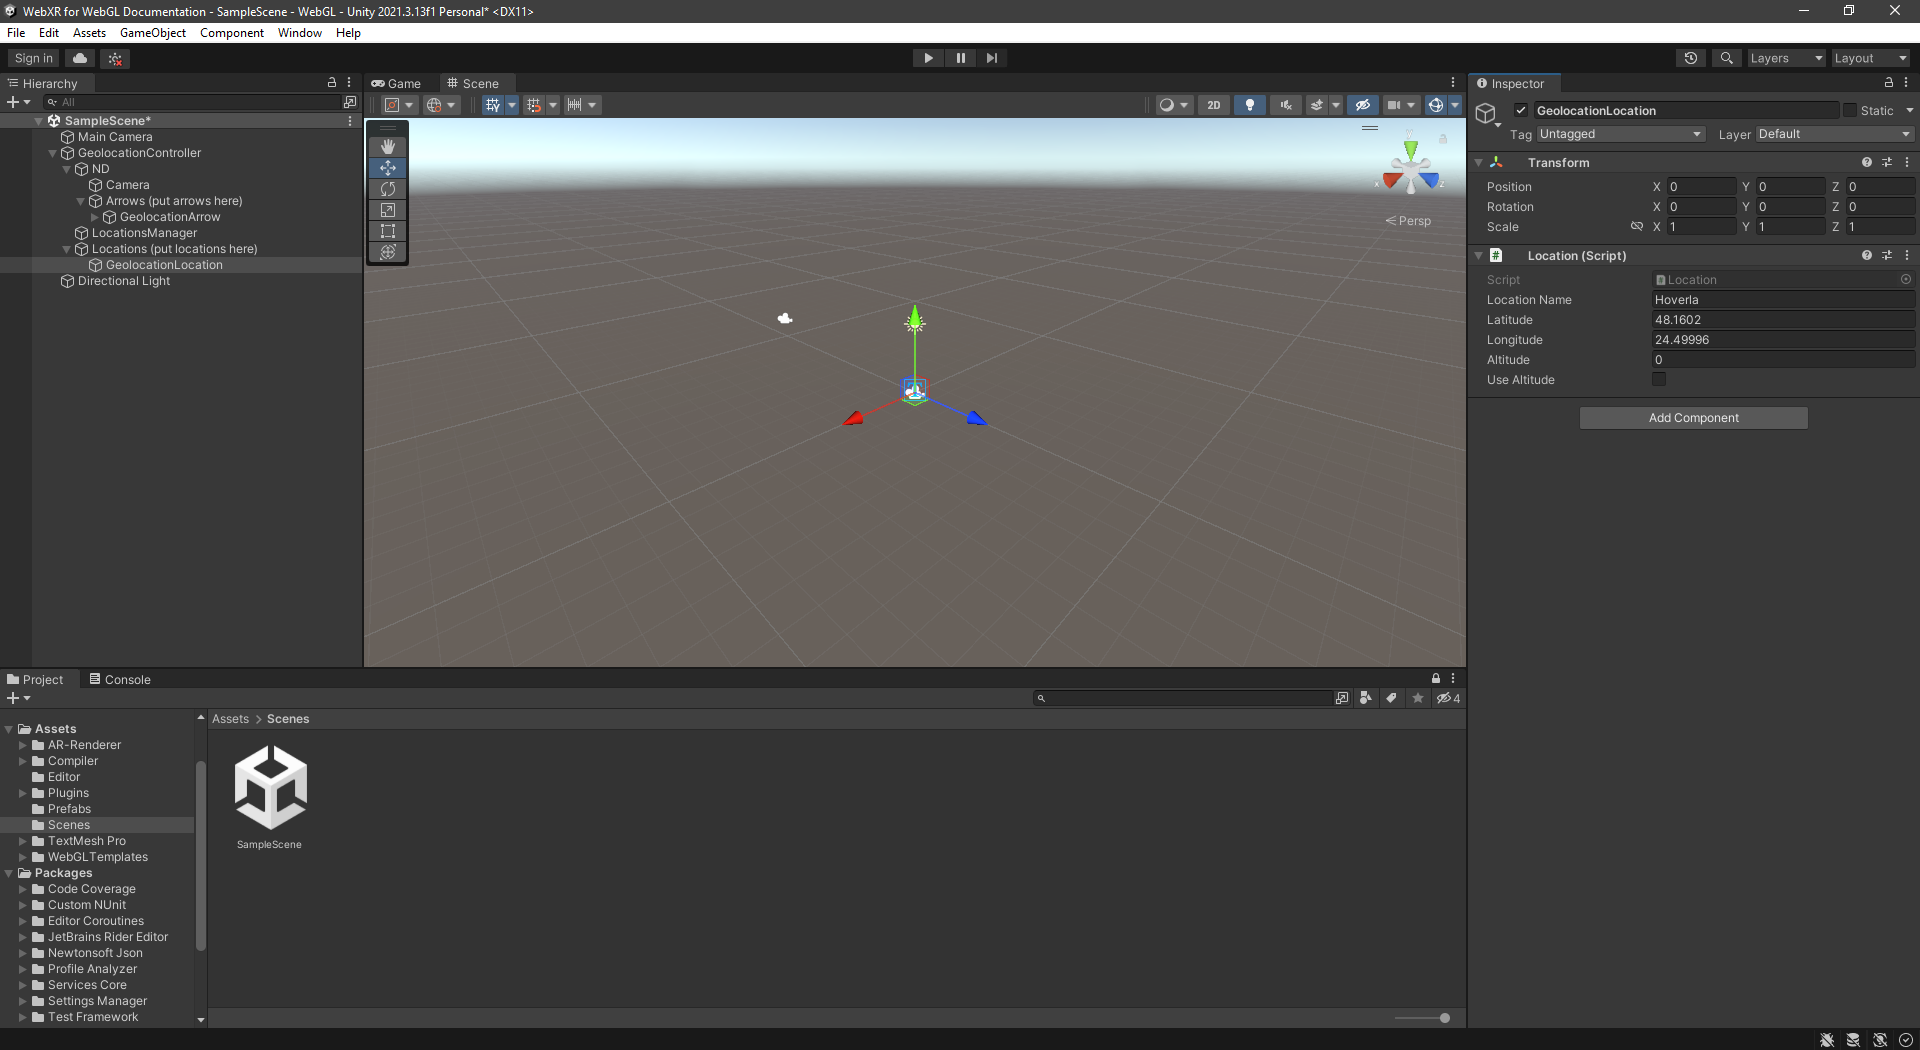 WebXR for WebGL Documentation - SampleScene - WebGL - Unity 2021.3.13f1 Personal* <DX11>
File Edit Assets GameObject Component Window Help
Sign in
Layers
Layout
Hierarchy
All
SampleScene*
Main Camera
GeolocationController
ND
Camera
Arrows (put arrows here)
GeolocationArrow
LocationsManager
Locations (put locations here)
GeolocationLocation
Directional Light
Game
Scene
2D
y
x
z
Persp
Inspector
GeolocationLocation
Static
Tag Untagged
Layer Default
Transform
Position X 0 Y 0 Z 0
Rotation X 0 Y 0 Z 0
Scale X 1 Y 1 Z 1
Location (Script)
Script Location
Location Name Hoverla
Latitude 48.1602
Longitude 24.49996
Altitude 0
Use Altitude
Add Component
Project
Console
4
Assets
AR-Renderer
Compiler
Editor
Plugins
Prefabs
Scenes
TextMesh Pro
WebGLTemplates
Packages
Code Coverage
Custom NUnit
Editor Coroutines
JetBrains Rider Editor
Newtonsoft Json
Profile Analyzer
Services Core
Settings Manager
Test Framework
Assets > Scenes
SampleScene